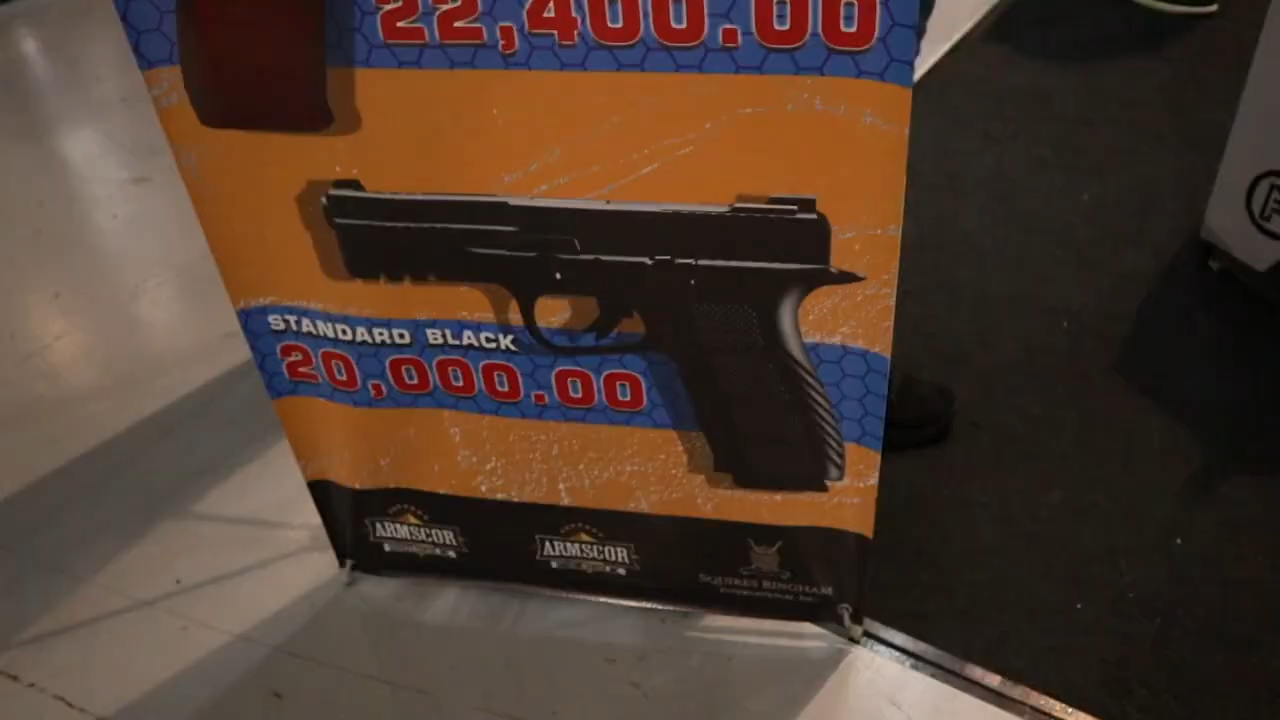 22,400.00
STANDARD BLACK
20,000.00
ARMSCOR
ARMSCOR
SQUIRES BINGHAM